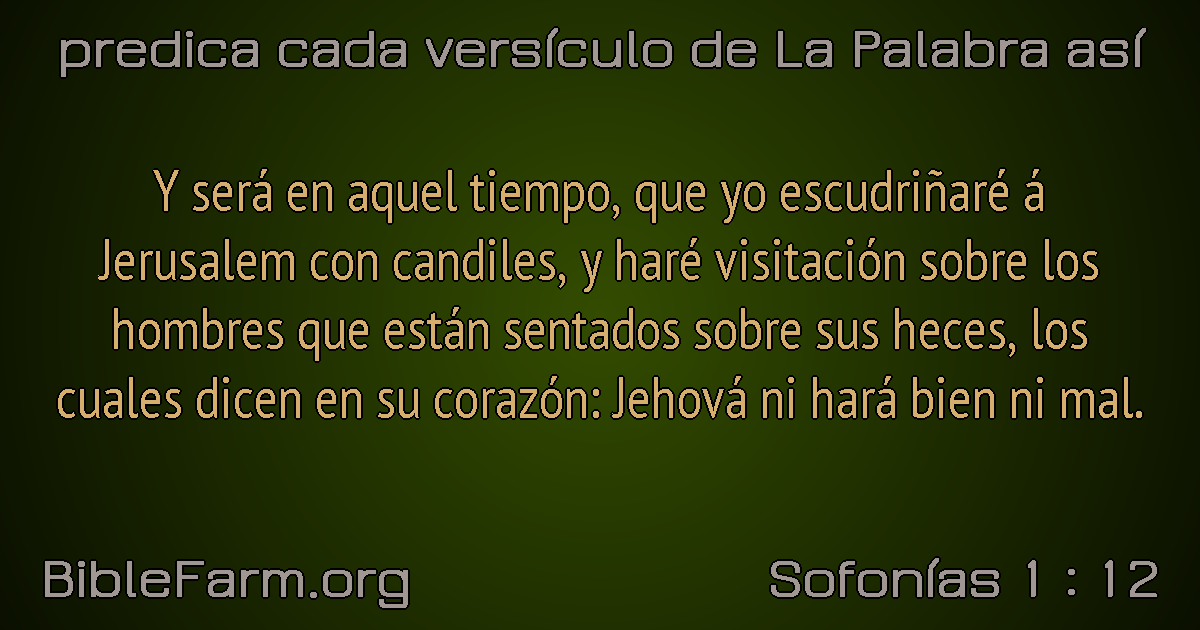 predica cada versículo de La Palabra así
Y será en aquel tiempo, que yo escudriñaré á
Jerusalem con candiles, y haré visitación sobre los
hombres que están sentados sobre sus heces, los
cuales dicen en su corazón: Jehová ni hará bien ni mal.
BibleFarm.org
Sofonías 1 : 12